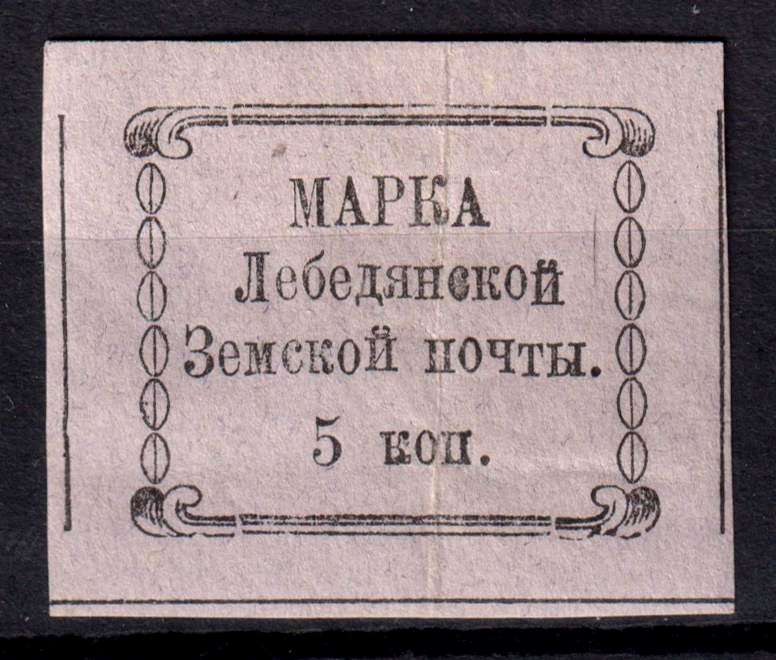 МАРКА
Лебедянской
Земской почты.
5 коп.